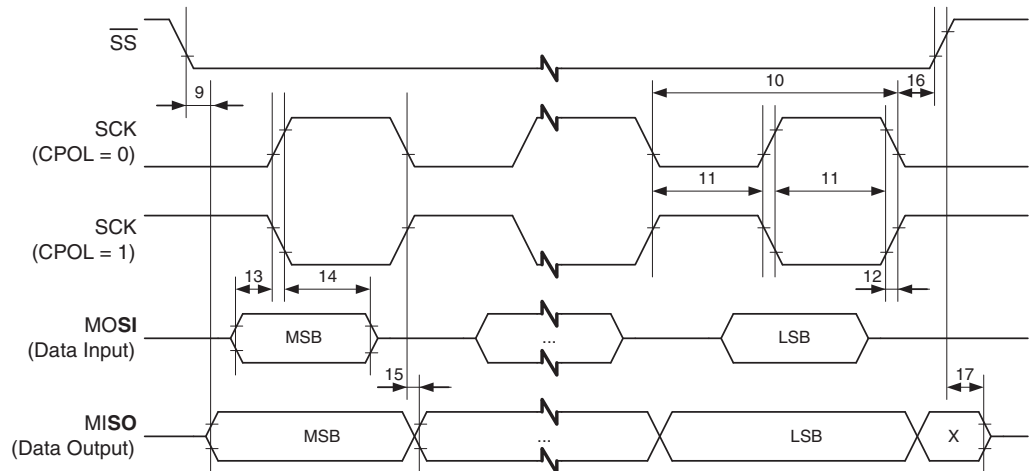 SS
9
10
16
SCK
(CPOL = 0)
11
11
SCK
(CPOL = 1)
13
14
12
MOSI
(Data Input)
MSB
...
LSB
15
17
MISO
(Data Output)
MSB
...
LSB
X